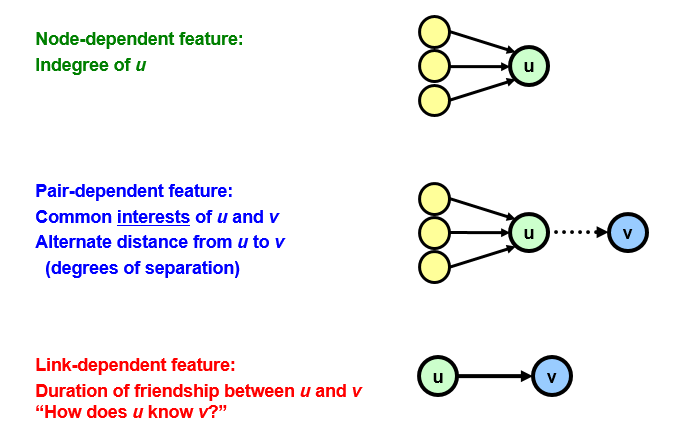 Node-dependent feature:
Indegree of u
u
Pair-dependent feature:
Common interests of u and v
Alternate distance from u to v
(degrees of separation)
u
v
Link-dependent feature:
Duration of friendship between u and v
“How does u know v?”
u
v